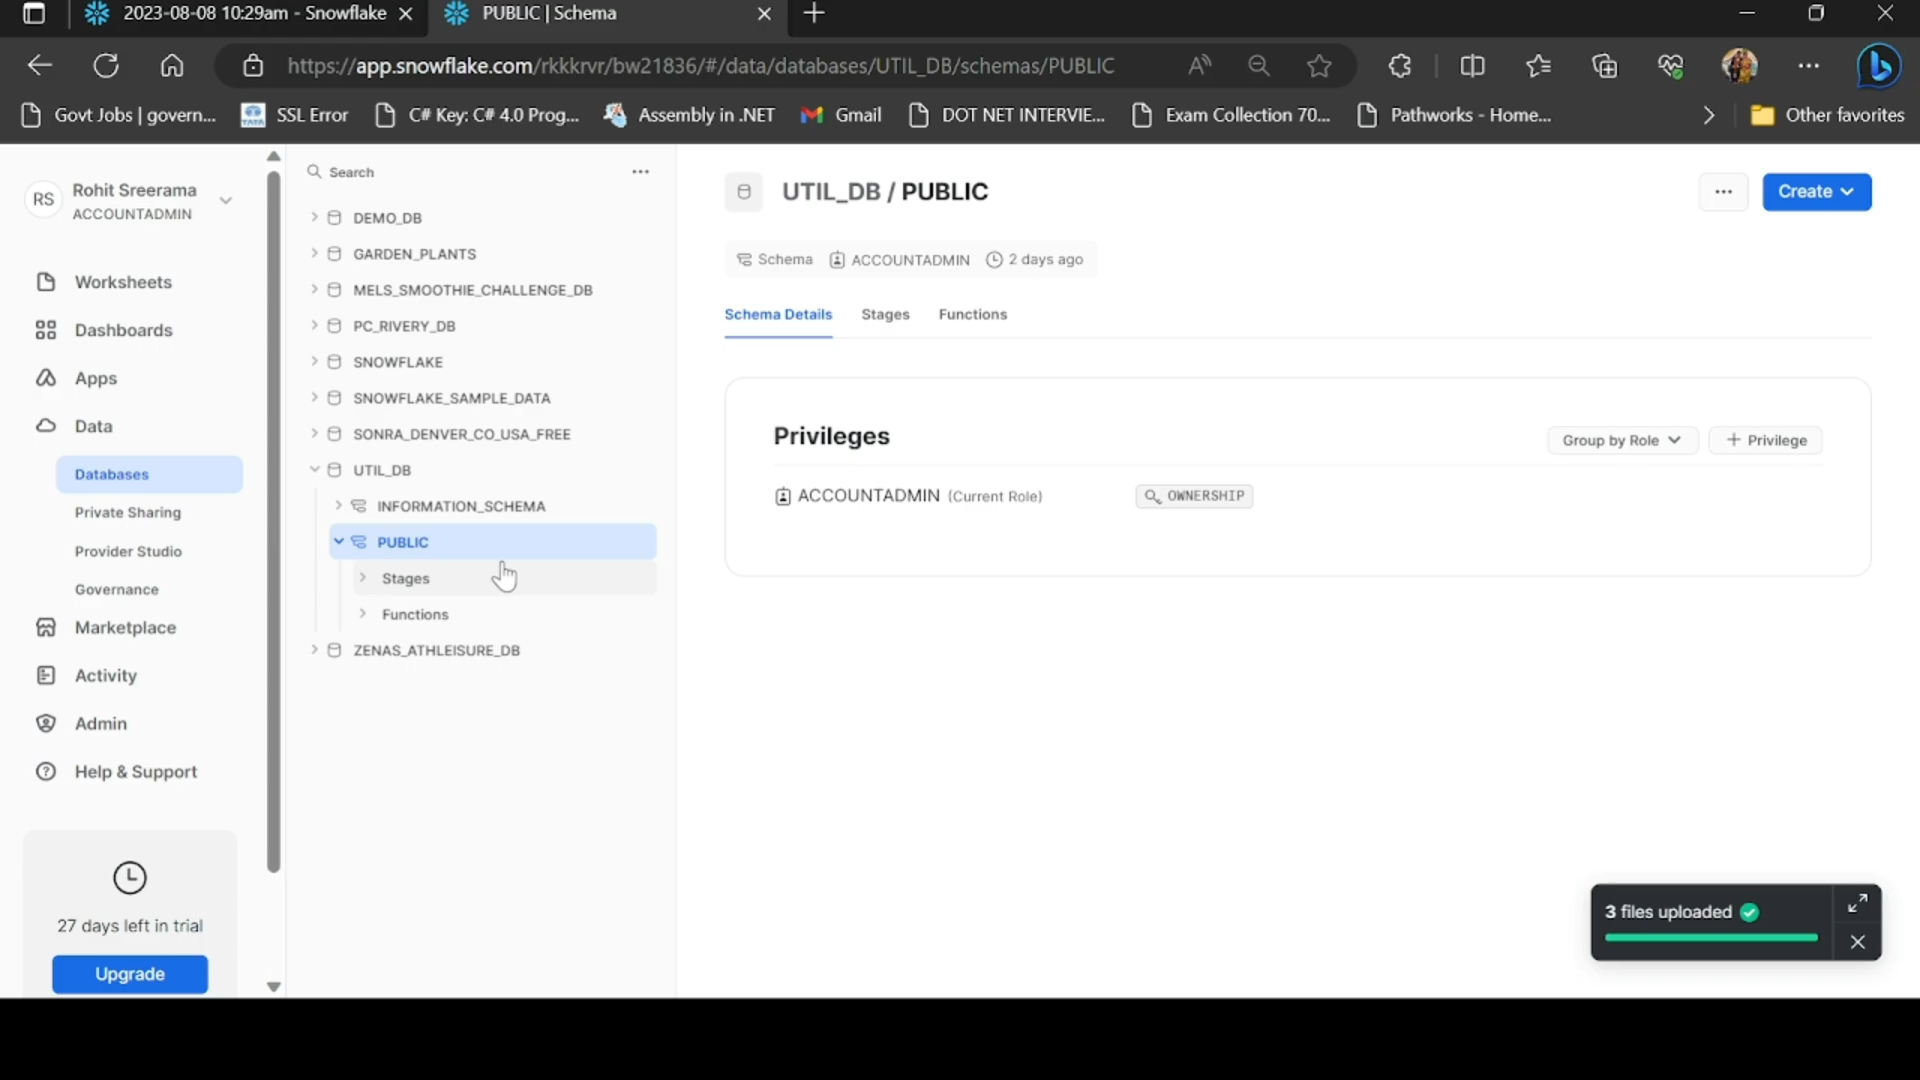 2023-08-08 10:29am - Snowflake
PUBLIC | Schema
https://app.snowflake.com/rkkkrvr/bw21836/#/data/databases/UTIL_DB/schemas/PUBLIC
Govt Jobs | govern...
SSL Error
C# Key: C# 4.0 Prog...
Assembly in .NET
Gmail
DOT NET INTERVIE...
Exam Collection 70...
Pathworks - Home...
Other favorites
RS
Rohit Sreerama
ACCOUNTADMIN
Worksheets
Dashboards
Apps
Data
Databases
Private Sharing
Provider Studio
Governance
Marketplace
Activity
Admin
Help & Support
27 days left in trial
Upgrade
Search
DEMO_DB
GARDEN_PLANTS
MELS_SMOOTHIE_CHALLENGE_DB
PC_RIVERY_DB
SNOWFLAKE
SNOWFLAKE_SAMPLE_DATA
SONRA_DENVER_CO_USA_FREE
UTIL_DB
INFORMATION_SCHEMA
PUBLIC
Stages
Functions
ZENAS_ATHLEISURE_DB
UTIL_DB / PUBLIC
Create
Schema ACCOUNTADMIN 2 days ago
Schema Details Stages Functions
Privileges
Group by Role
+ Privilege
ACCOUNTADMIN (Current Role)
OWNERSHIP
3 files uploaded